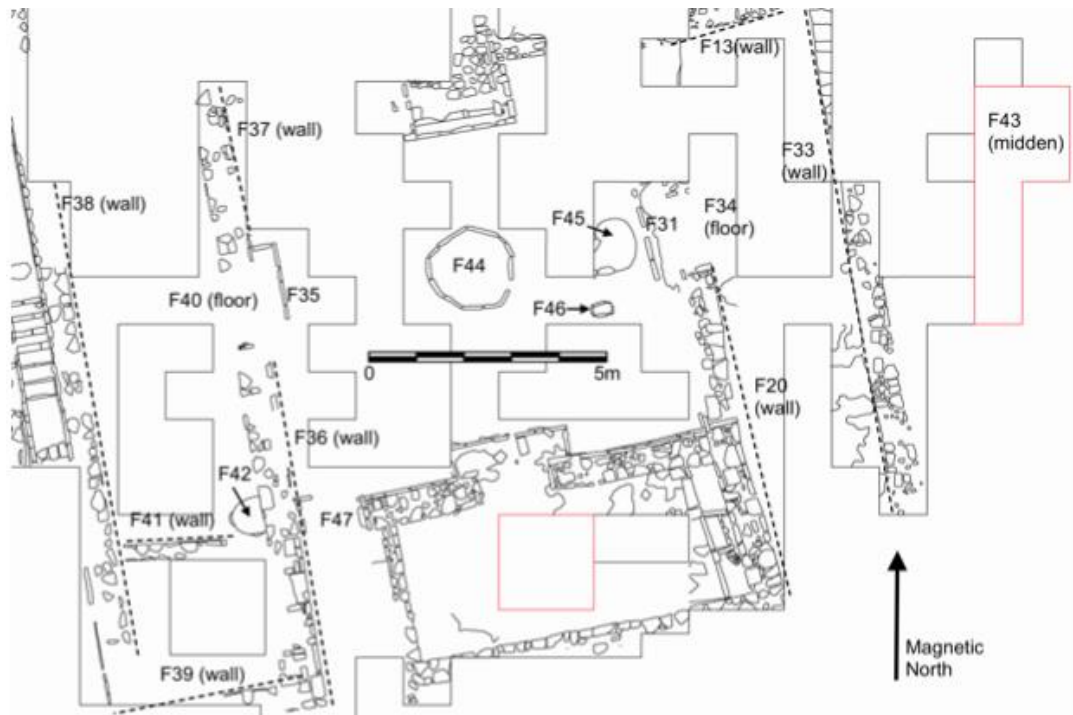 F13(wall)
F37 (wall)
F43
(midden)
F33
(wall)
F38 (wall)
F45
F31
F34
(floor)
F44
F40 (floor)
F35
F46
0
5m
F20
(wall)
F36 (wall)
F42
F41 (wall)
F47
Magnetic
North
F39 (wall)